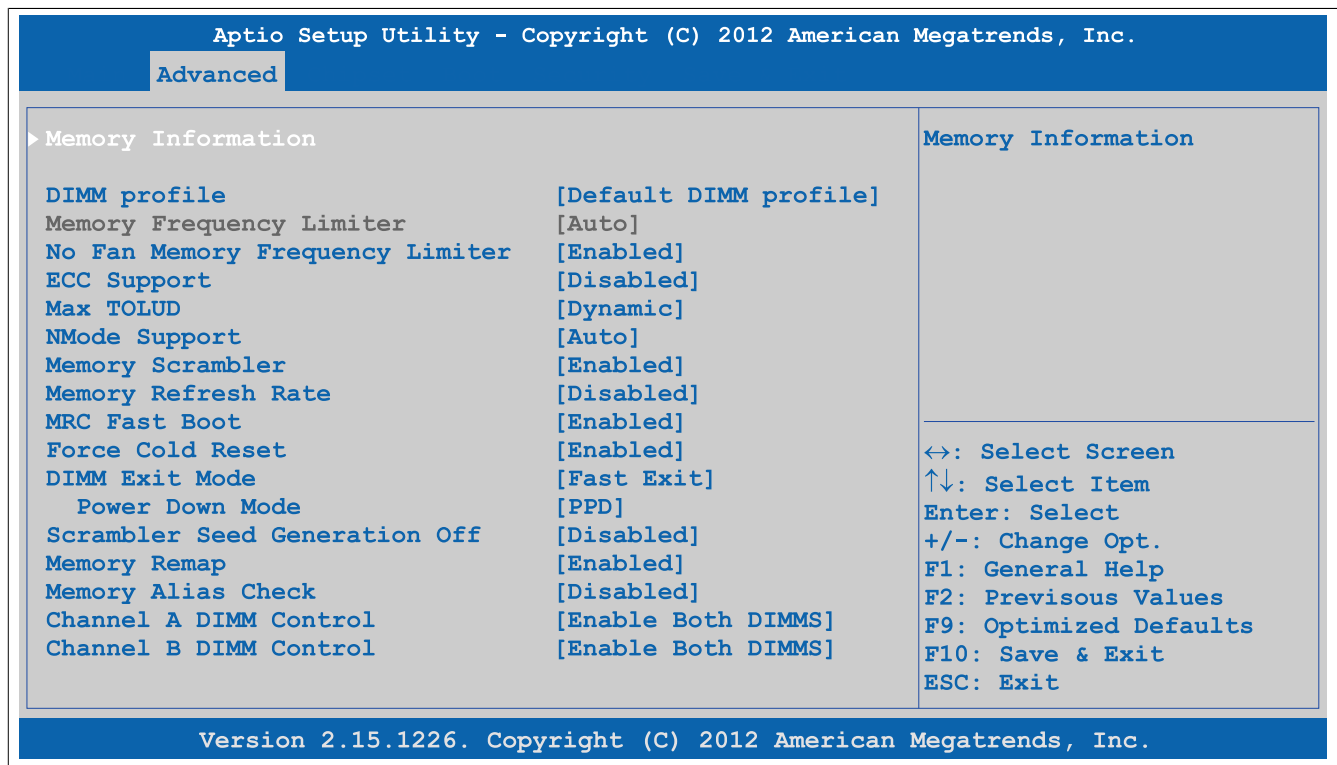 Aptio Setup Utility - Copyright (C) 2012 American Megatrends, Inc.
Advanced
Memory Information
DIMM profile [Default DIMM profile]
Memory Frequency Limiter [Auto]
No Fan Memory Frequency Limiter [Enabled]
ECC Support [Disabled]
Max TOLUD [Dynamic]
NMode Support [Auto]
Memory Scrambler [Enabled]
Memory Refresh Rate [Disabled]
MRC Fast Boot [Enabled]
Force Cold Reset [Enabled]
DIMM Exit Mode [Fast Exit]
Power Down Mode [PPD]
Scrambler Seed Generation Off [Disabled]
Memory Remap [Enabled]
Memory Alias Check [Disabled]
Channel A DIMM Control [Enable Both DIMMS]
Channel B DIMM Control [Enable Both DIMMS]
Memory Information
↔: Select Screen
↑↓: Select Item
Enter: Select
+/-: Change Opt.
F1: General Help
F2: Previsous Values
F9: Optimized Defaults
F10: Save & Exit
ESC: Exit
Version 2.15.1226. Copyright (C) 2012 American Megatrends, Inc.